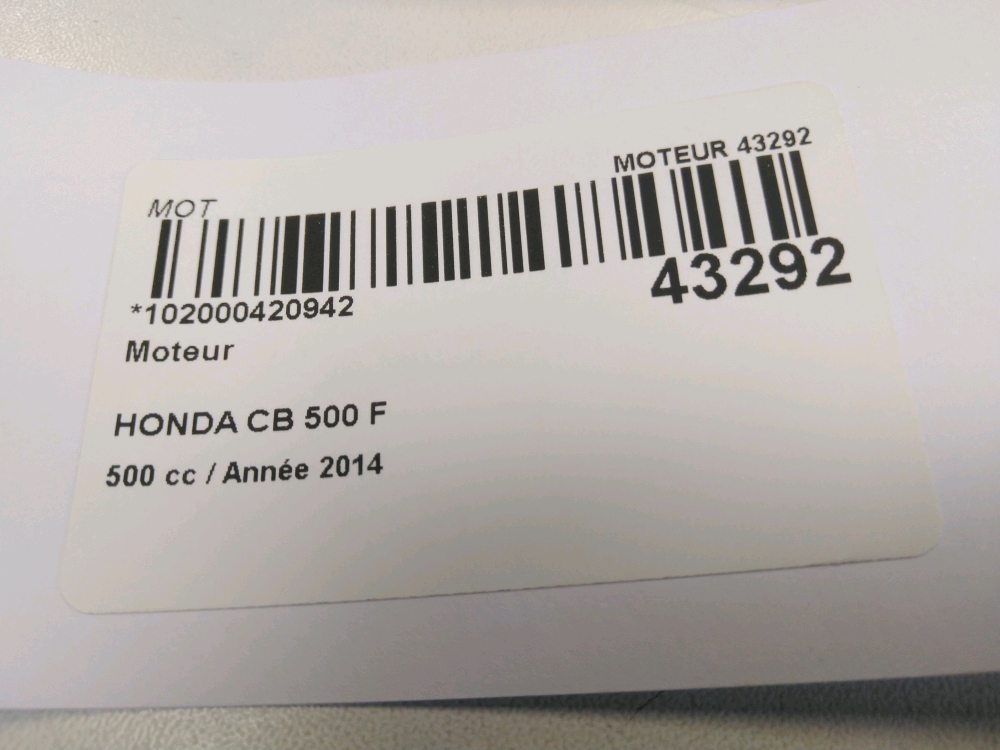 MOTEUR 43292
MOT
43292
*102000420942
Moteur
HONDA CB 500 F
500 cc / Année 2014